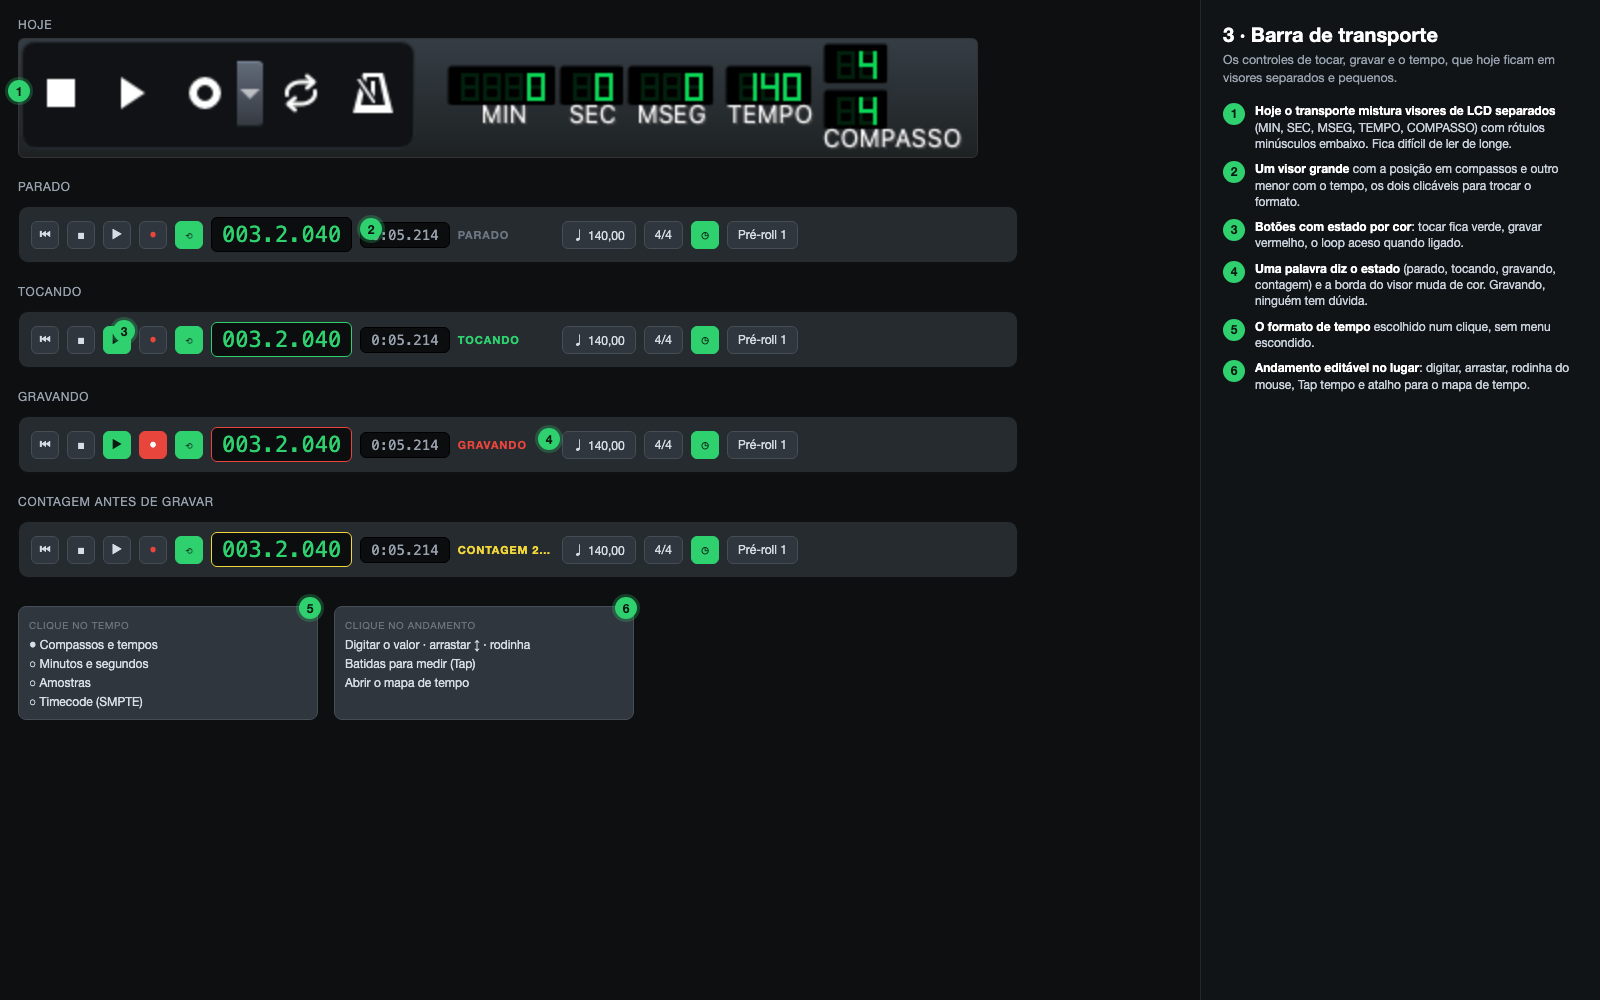 HOJE
1
0
0
0
140
4
4
MIN
SEC
MSEG
TEMPO
COMPASSO
PARADO
003.2.040
2
:05.214
PARADO
♩ 140,00
4/4
Pré-roll 1
TOCANDO
3
003.2.040
0:05.214
TOCANDO
♩ 140,00
4/4
Pré-roll 1
GRAVANDO
003.2.040
0:05.214
GRAVANDO
4
♩ 140,00
4/4
Pré-roll 1
CONTAGEM ANTES DE GRAVAR
003.2.040
0:05.214
CONTAGEM 2...
♩ 140,00
4/4
Pré-roll 1
5
CLIQUE NO TEMPO
● Compassos e tempos
○ Minutos e segundos
○ Amostras
○ Timecode (SMPTE)
6
CLIQUE NO ANDAMENTO
Digitar o valor · arrastar ↕ · rodinha
Batidas para medir (Tap)
Abrir o mapa de tempo
3 · Barra de transporte
Os controles de tocar, gravar e o tempo, que hoje ficam em
visores separados e pequenos.
1
Hoje o transporte mistura visores de LCD separados
(MIN, SEC, MSEG, TEMPO, COMPASSO) com rótulos
minúsculos embaixo. Fica difícil de ler de longe.
2
Um visor grande com a posição em compassos e outro
menor com o tempo, os dois clicáveis para trocar o
formato.
3
Botões com estado por cor: tocar fica verde, gravar
vermelho, o loop aceso quando ligado.
4
Uma palavra diz o estado (parado, tocando, gravando,
contagem) e a borda do visor muda de cor. Gravando,
ninguém tem dúvida.
5
O formato de tempo escolhido num clique, sem menu
escondido.
6
Andamento editável no lugar: digitar, arrastar, rodinha do
mouse, Tap tempo e atalho para o mapa de tempo.